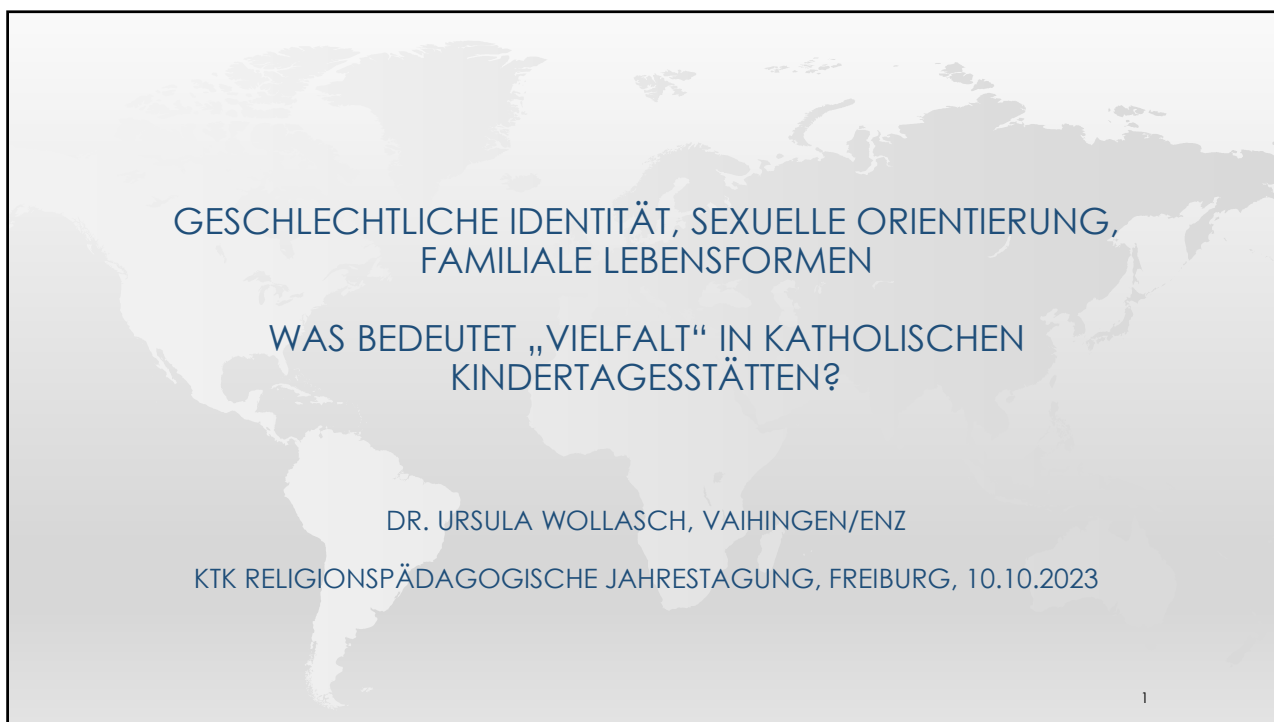 GESCHLECHTLICHE IDENTITÄT, SEXUELLE ORIENTIERUNG,
FAMILIALE LEBENSFORMEN
WAS BEDEUTET „VIELFALT“ IN KATHOLISCHEN
KINDERTAGESSTÄTTEN?
DR. URSULA WOLLASCH, VAIHINGEN/ENZ
KTK RELIGIONSPÄDAGOGISCHE JAHRESTAGUNG, FREIBURG, 10.10.2023
1